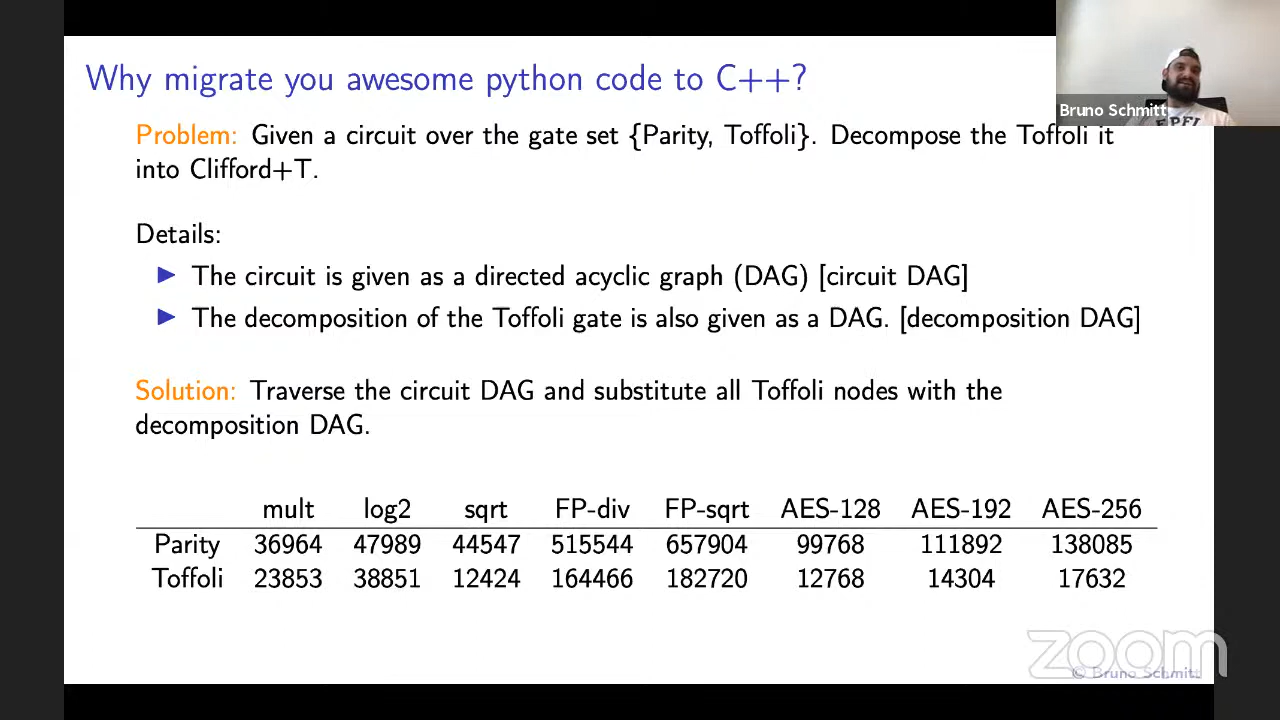 Why migrate you awesome python code to C++?
Bruno Schmitt
EPFL
Problem: Given a circuit over the gate set {Parity, Toffoli}. Decompose the Toffoli it
into Clifford+T.
Details:
▶ The circuit is given as a directed acyclic graph (DAG) [circuit DAG]
▶ The decomposition of the Toffoli gate is also given as a DAG. [decomposition DAG]
Solution: Traverse the circuit DAG and substitute all Toffoli nodes with the
decomposition DAG.
mult log2 sqrt FP-div FP-sqrt AES-128 AES-192 AES-256
Parity 36964 47989 44547 515544 657904 99768 111892 138085
Toffoli 23853 38851 12424 164466 182720 12768 14304 17632
zoom
© Bruno Schmitt